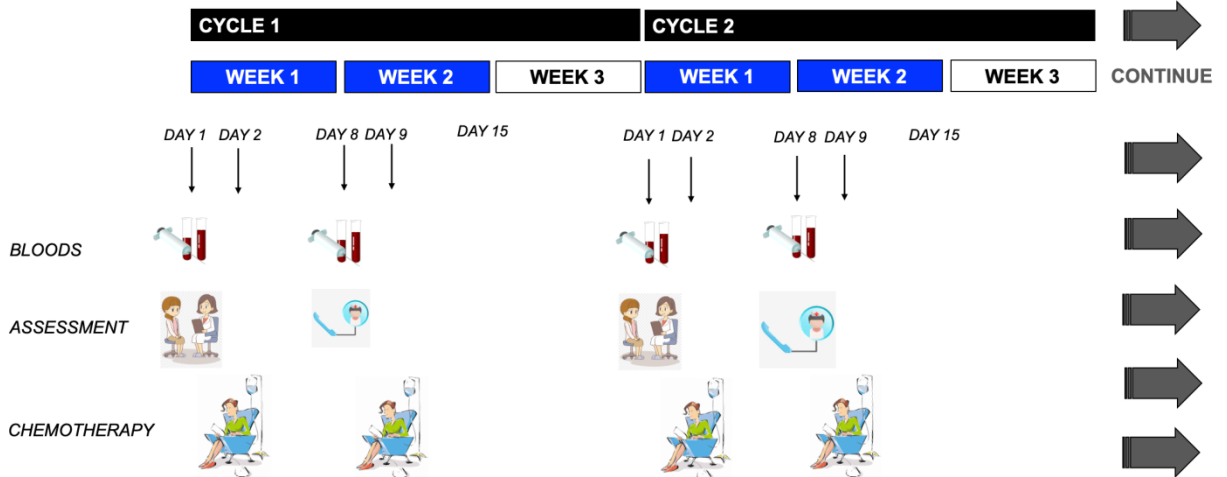 CYCLE 1 CYCLE 2
WEEK 1 WEEK 2 WEEK 3 WEEK 1 WEEK 2 WEEK 3 CONTINUE
DAY 1 DAY 2 DAY 8 DAY 9 DAY 15 DAY 1 DAY 2 DAY 8 DAY 9 DAY 15
BLOODS
ASSESSMENT
CHEMOTHERAPY